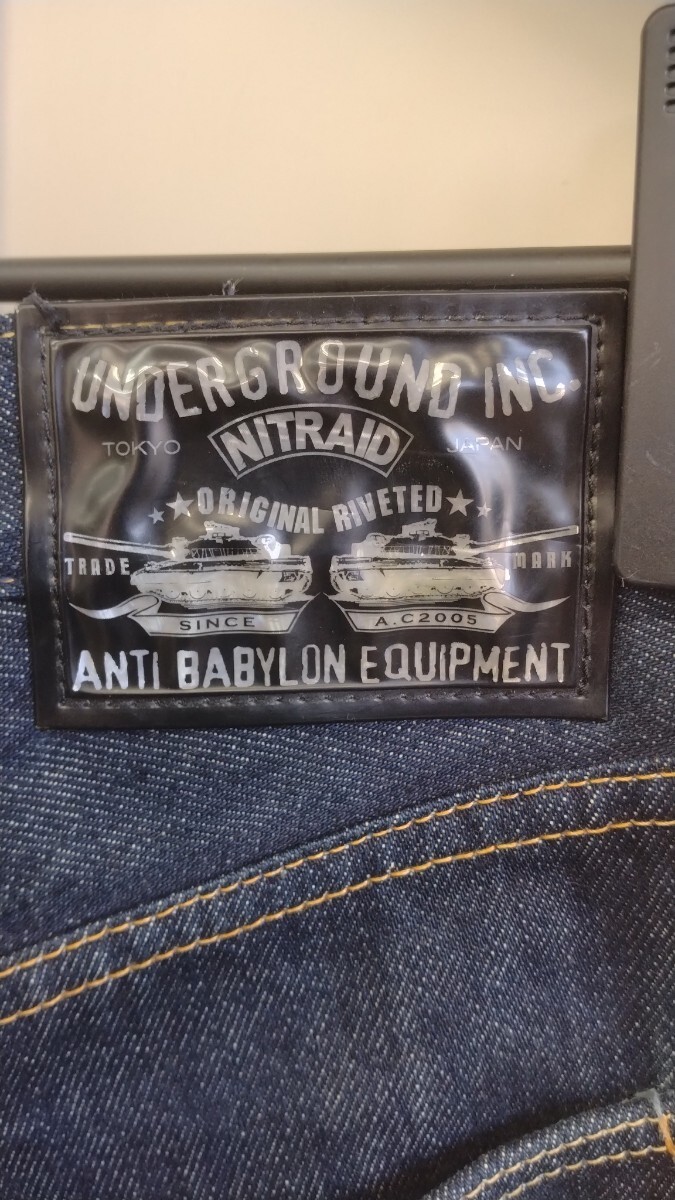 UNDERGROUND INC.
TOKYO NITRAID JAPAN
ORIGINAL RIVETED
TRADE MARK
SINCE A.C2005
ANTI BABYLON EQUIPMENT